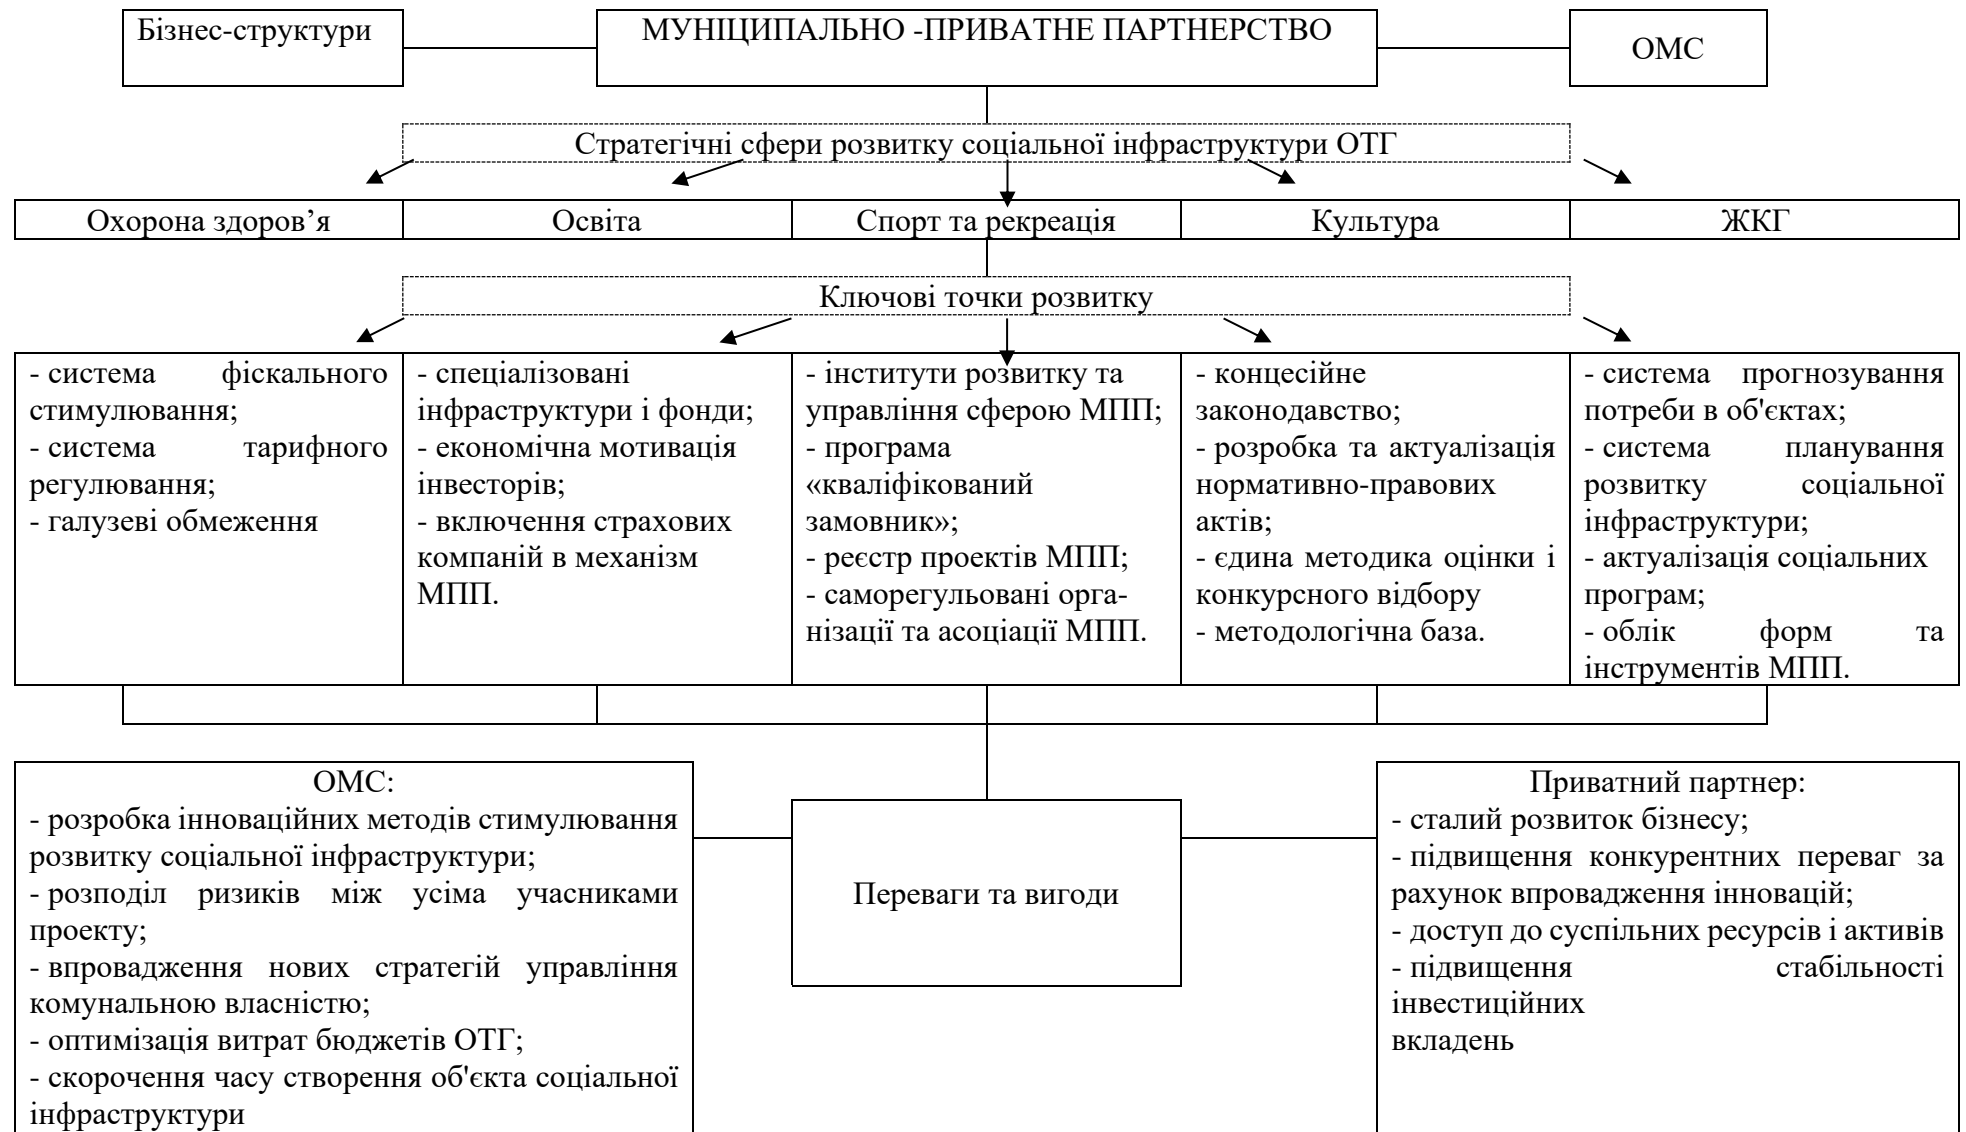 Бізнес-структури
МУНІЦИПАЛЬНО -ПРИВАТНЕ ПАРТНЕРСТВО
ОМС
Стратегічні сфери розвитку соціальної інфраструктури ОТГ
Охорона здоров’я
Освіта
Спорт та рекреація
Культура
ЖКГ
Ключові точки розвитку
- система фіскального
стимулювання;
- система тарифного
регулювання;
- галузеві обмеження
- спеціалізовані
інфраструктури і фонди;
- економічна мотивація
інвесторів;
- включення страхових
компаній в механізм
МПП.
- інститути розвитку та
управління сферою МПП;
- програма
«кваліфікований
замовник»;
- реєстр проектів МПП;
- саморегульовані орга-
нізації та асоціації МПП.
- концесійне
законодавство;
- розробка та актуалізація
нормативно-правових
актів;
- єдина методика оцінки і
конкурсного відбору
- методологічна база.
- система прогнозування
потреби в об'єктах;
- система планування
розвитку соціальної
інфраструктури;
- актуалізація соціальних
програм;
- облік форм та
інструментів МПП.
ОМС:
- розробка інноваційних методів стимулювання
розвитку соціальної інфраструктури;
- розподіл ризиків між усіма учасниками
проекту;
- впровадження нових стратегій управління
комунальною власністю;
- оптимізація витрат бюджетів ОТГ;
- скорочення часу створення об'єкта соціальної
інфраструктури
Переваги та вигоди
Приватний партнер:
- сталий розвиток бізнесу;
- підвищення конкурентних переваг за
рахунок впровадження інновацій;
- доступ до суспільних ресурсів і активів
- підвищення стабільності
інвестиційних
вкладень